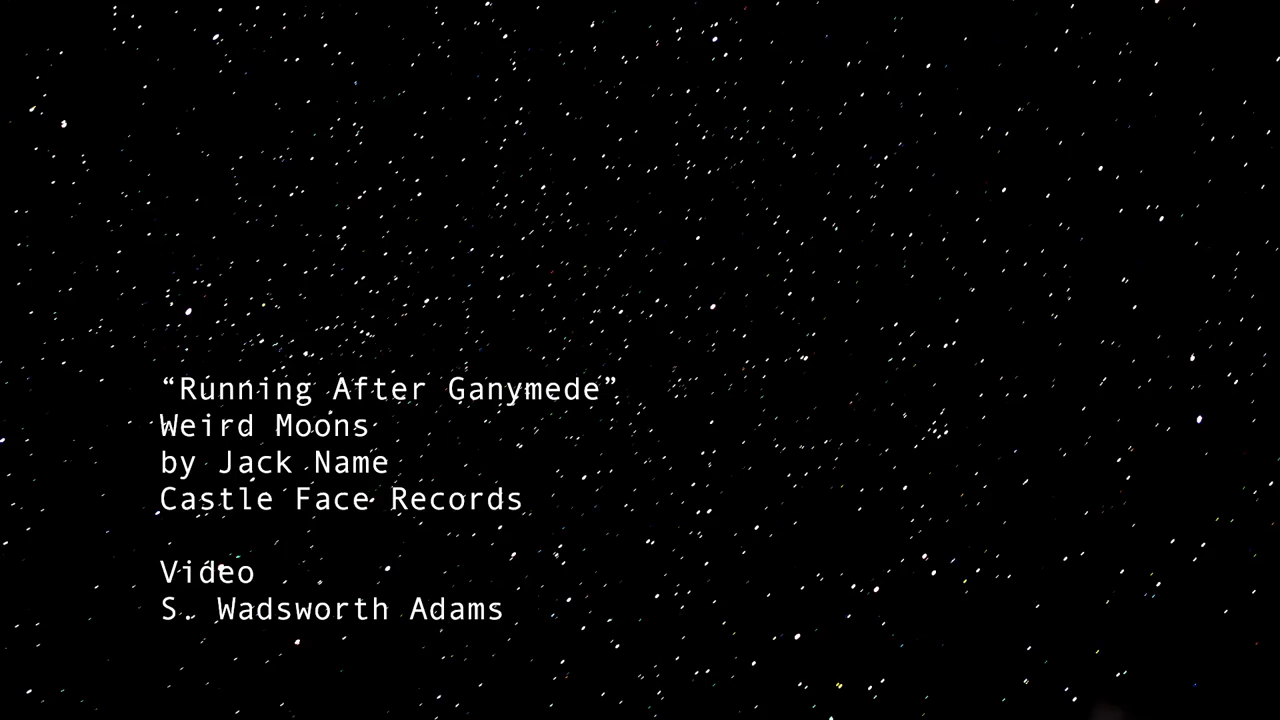 “Running After Ganymede”
Weird Moons
by Jack Name
Castle Face Records
Video
S. Wadsworth Adams